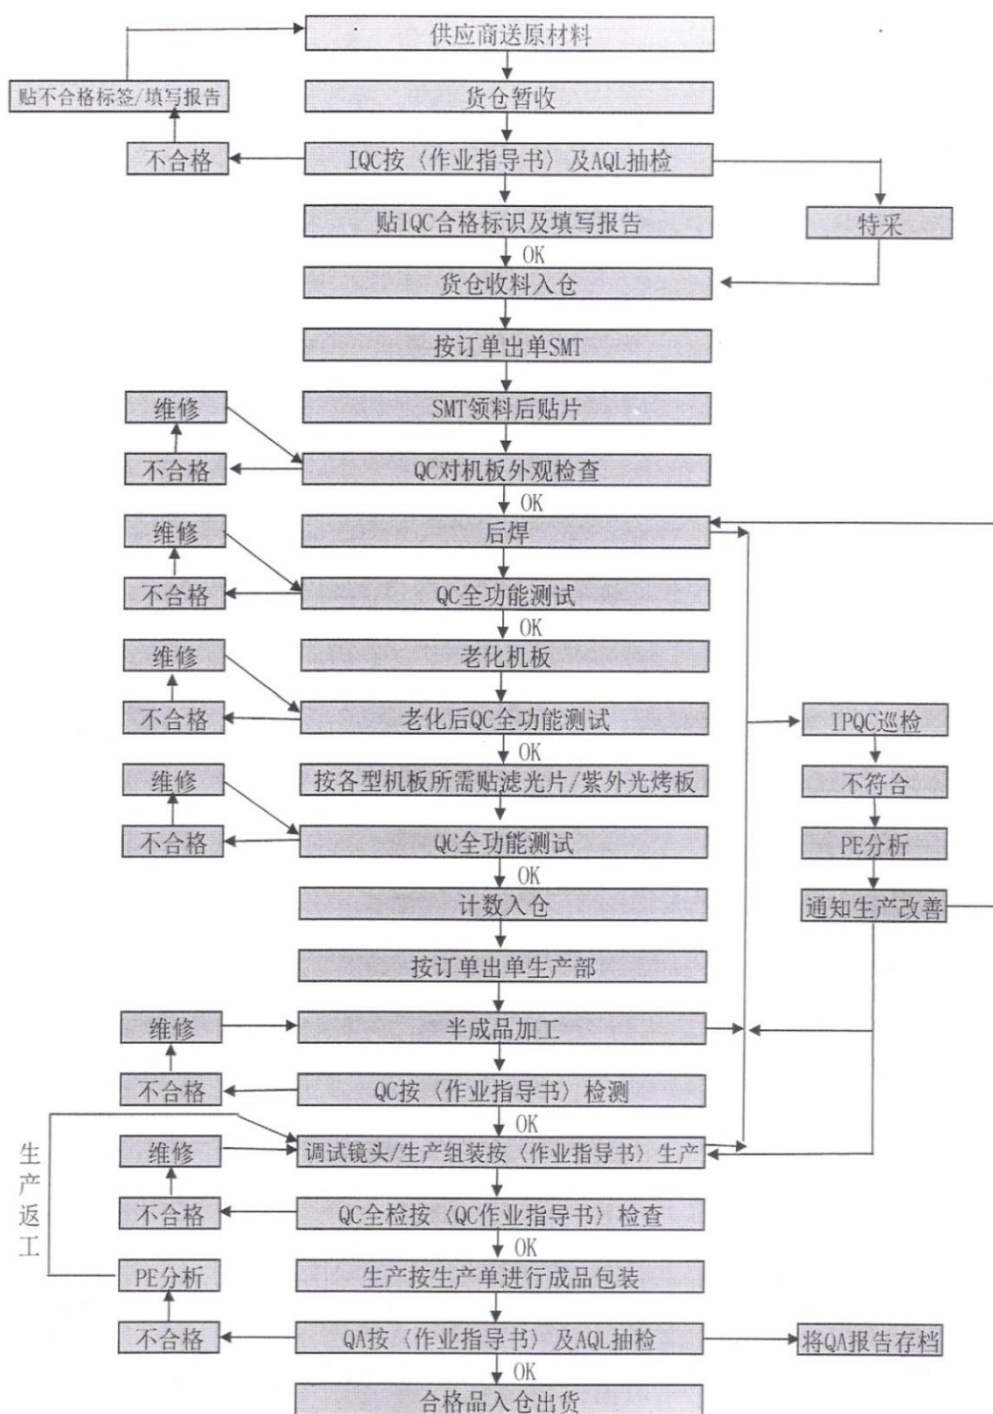 供应商送原材料
贴不合格标签/填写报告
货仓暂收
不合格
IQC按〈作业指导书〉及AQL抽检
贴IQC合格标识及填写报告
特采
OK
货仓收料入仓
按订单出单SMT
维修
SMT领料后贴片
不合格
QC对机板外观检查
OK
维修
后焊
不合格
QC全功能测试
OK
维修
老化机板
不合格
老化后QC全功能测试
IPQC巡检
OK
维修
按各型机板所需贴滤光片/紫外光烤板
不符合
不合格
QC全功能测试
PE分析
OK
计数入仓
通知生产改善
按订单出单生产部
维修
半成品加工
不合格
QC按〈作业指导书〉检测
OK
生产返工
维修
调试镜头/生产组装按〈作业指导书〉生产
不合格
QC全检按〈QC作业指导书〉检查
OK
PE分析
生产按生产单进行成品包装
不合格
QA按〈作业指导书〉及AQL抽检
将QA报告存档
OK
合格品入仓出货